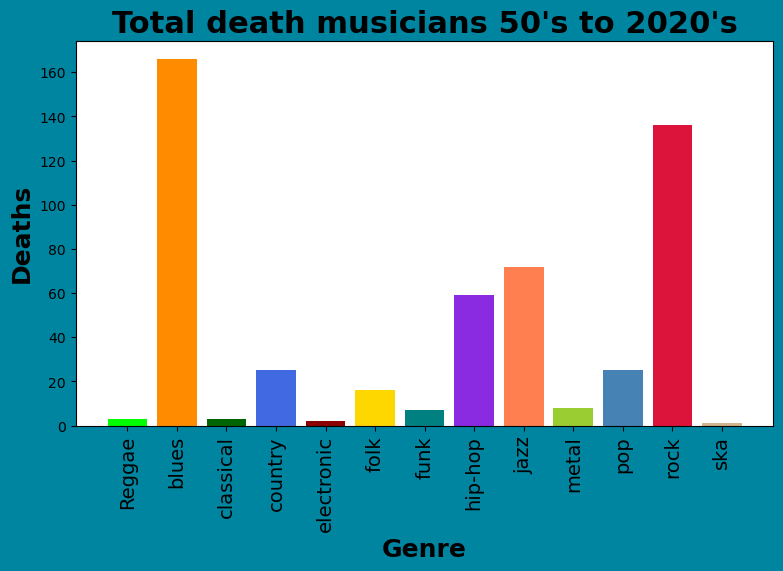 Total death musicians 50's to 2020's
Deaths
160
140
120
100
80
60
40
20
0
Reggae
blues
classical
country
electronic
folk
funk
hip-hop
jazz
metal
pop
rock
ska
Genre